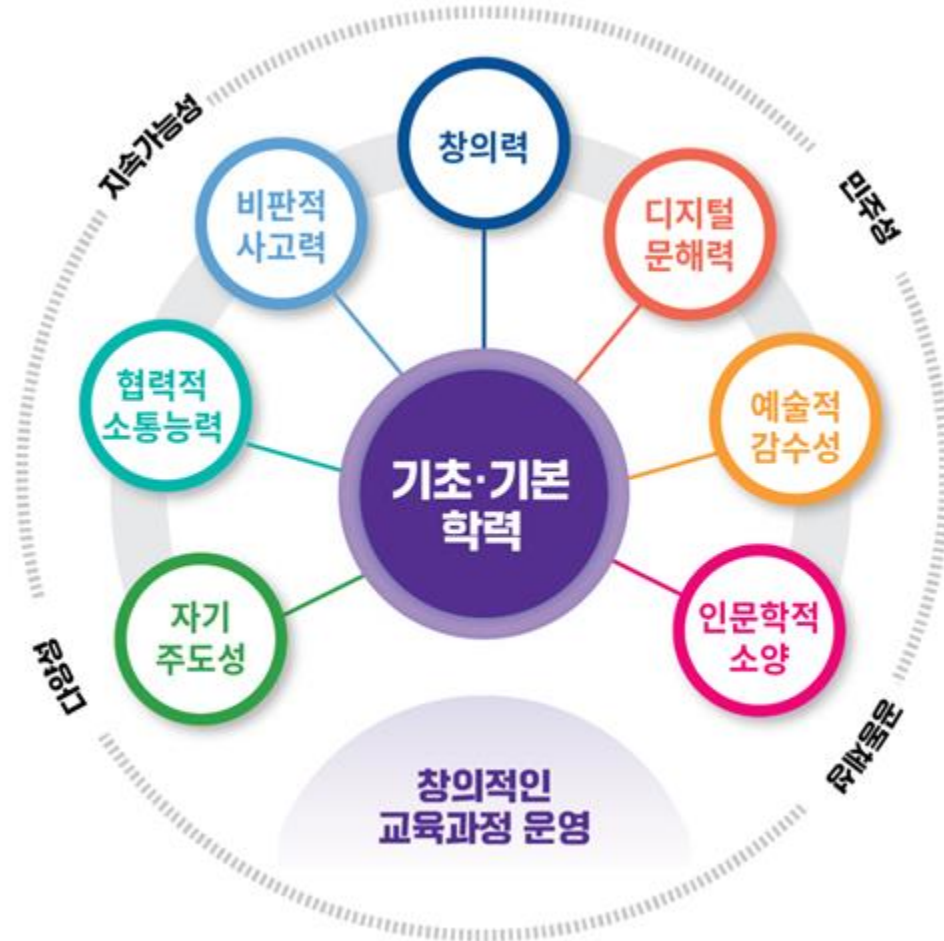 지속가능성
민주성
창의력
비판적
사고력
디지털
문해력
협력적
소통능력
예술적
감수성
기초·기본
학력
자기
주도성
인문학적
소양
다양성
공동체성
창의적인
교육과정 운영